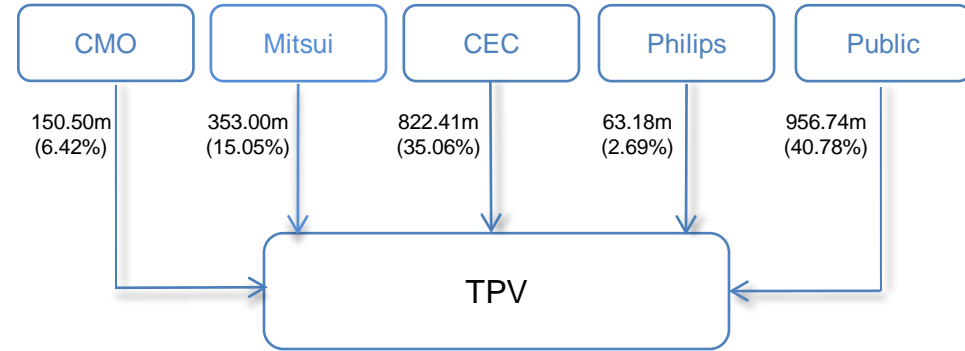 CMO
Mitsui
CEC
Philips
Public
150.50m
(6.42%)
353.00m
(15.05%)
822.41m
(35.06%)
63.18m
(2.69%)
956.74m
(40.78%)
TPV